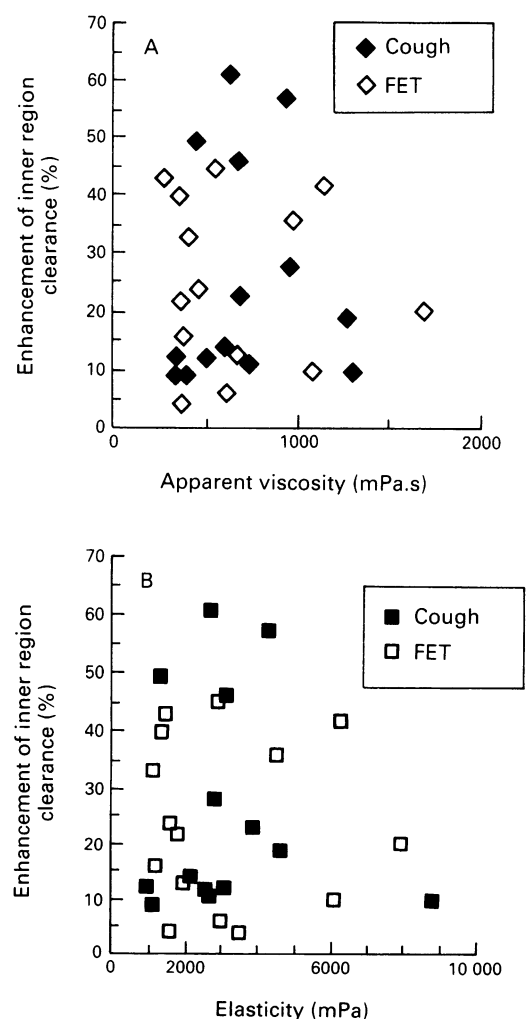 70
60
50
40
30
20
10
0
A
Cough
FET
Enhancement of inner region
clearance (%)
0 1000 2000
Apparent viscosity (mPa.s)
70
60
50
40
30
20
10
0
B
Cough
FET
Enhancement of inner region
clearance (%)
0 2000 6000 10 000
Elasticity (mPa)